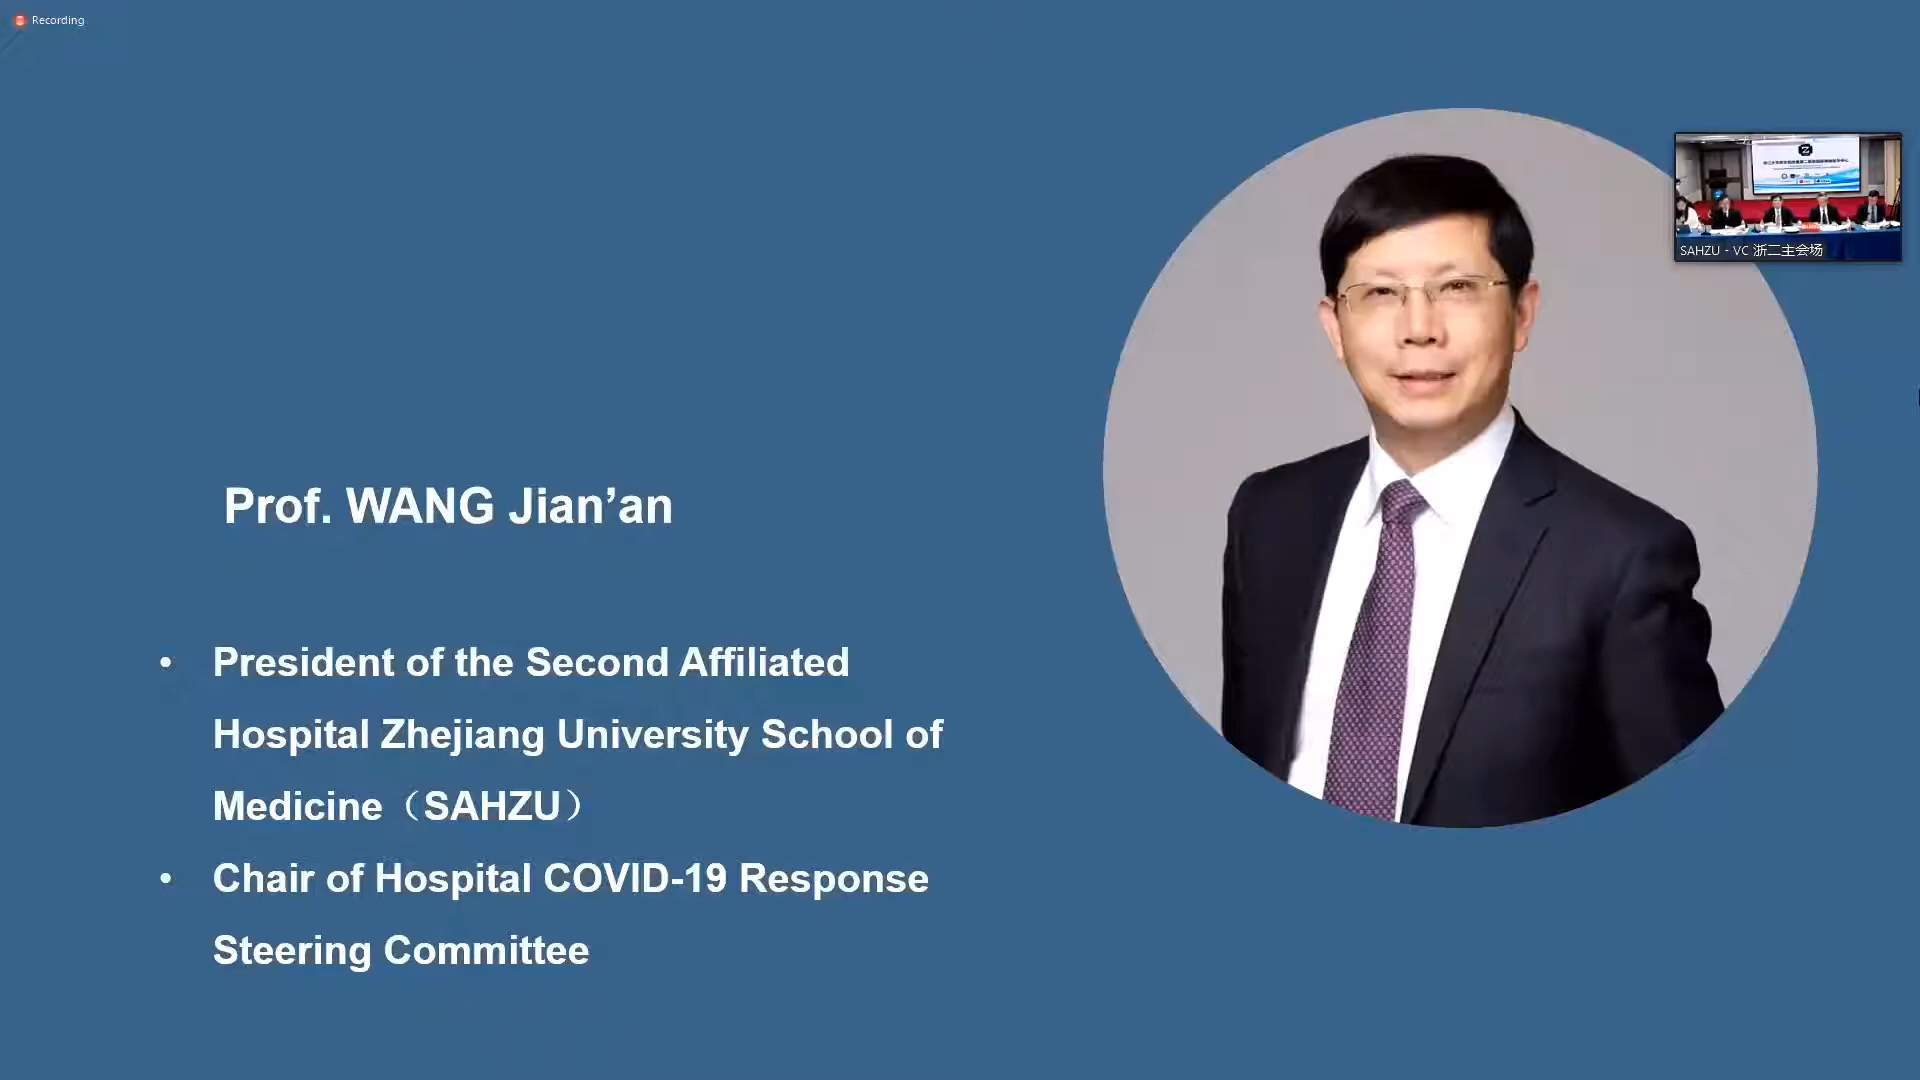 Recording
SAHZU - VC 浙二主会场
Prof. WANG Jian’an
• President of the Second Affiliated
Hospital Zhejiang University School of
Medicine（SAHZU）
• Chair of Hospital COVID-19 Response
Steering Committee